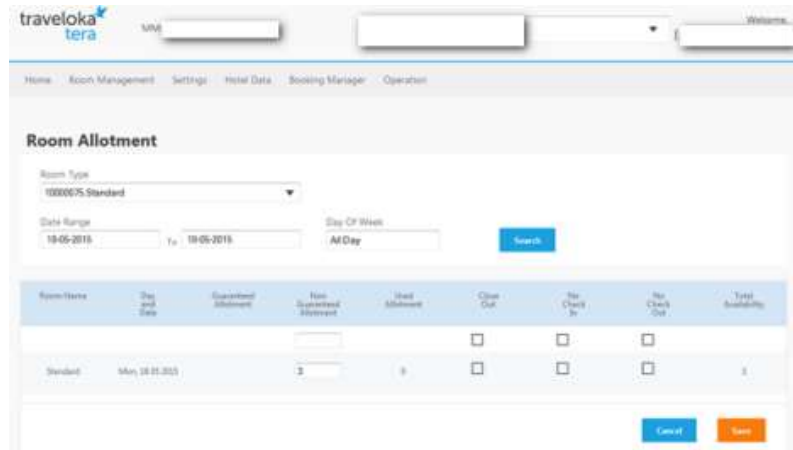 traveloka
tera
Welcome,
Home Room Management Settings Hotel Data Booking Manager Operation
Room Allotment
Room Type
10000075.Standard
Date Range Day Of Week
18-05-2015 To 18-05-2015 All Day Search
Room Name Day and Date Guaranteed Allotment Non Guaranteed Allotment Used Allotment Close Out No Check In No Check Out Total Availability
Standard Mon, 18.05.2015 3
Cancel Save